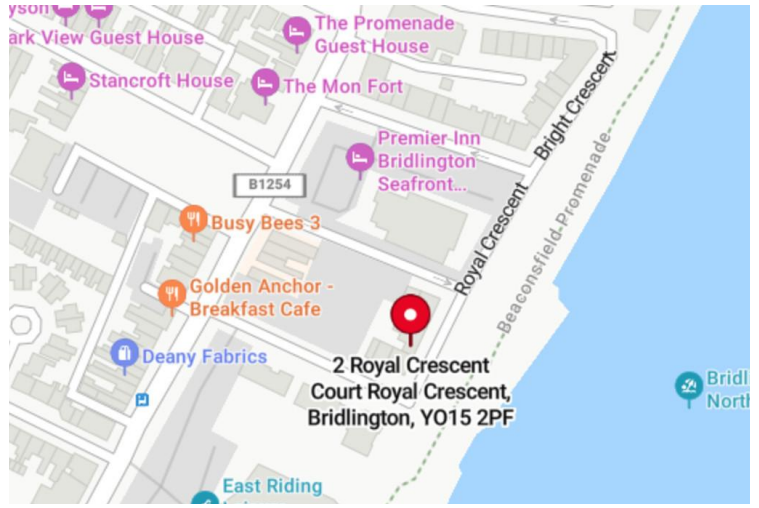 yson
ark View Guest House
The Promenade
Guest House
Stancroft House
The Mon Fort
Bright Crescent
Premier Inn
Bridlington
Seafront...
B1254
Busy Bees 3
Royal Crescent
Beaconsfield-Promenade
Golden Anchor -
Breakfast Cafe
Deany Fabrics
2 Royal Crescent
Court Royal Crescent,
Bridlington, YO15 2PF
Bridl
North
East Riding